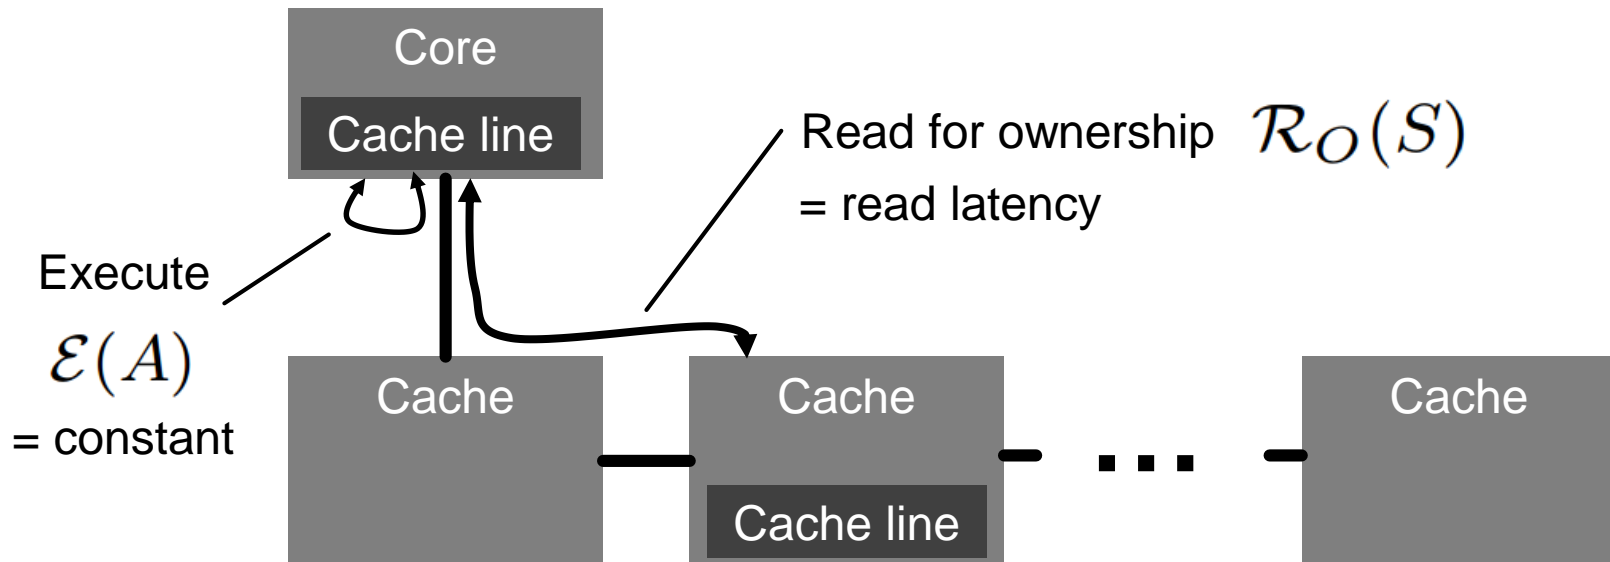 Core
Cache line
Read for ownership 𝓡_O(S)
= read latency
Execute
𝓔(A)
= constant
Cache
Cache
...
Cache
Cache line